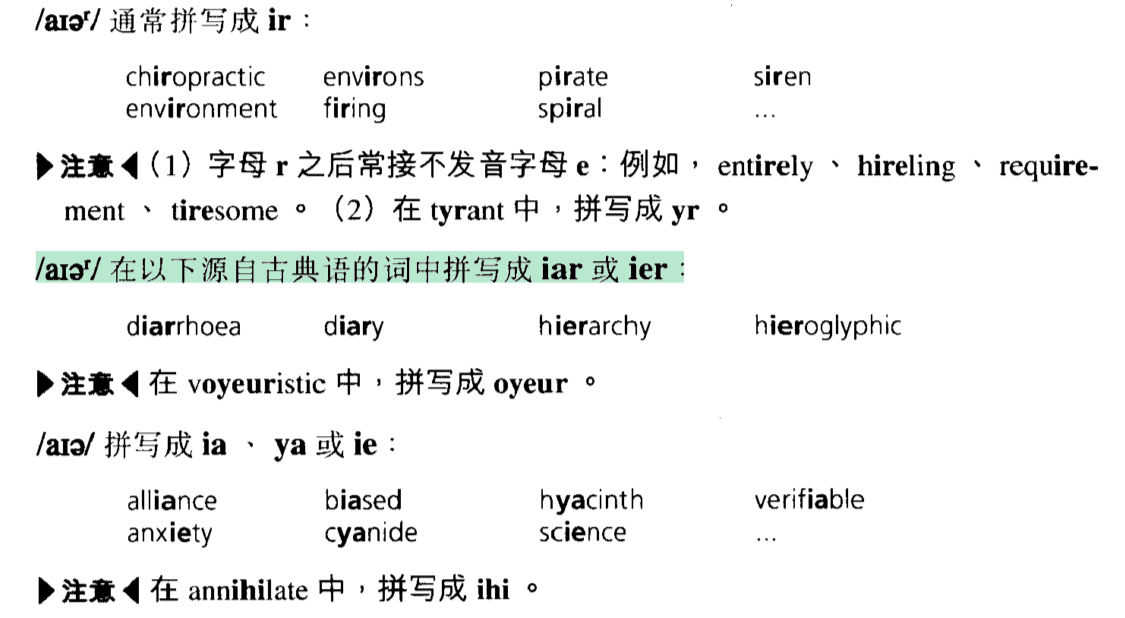 /aɪəʳ/ 通常拼写成 ir：
chiropractic environs pirate siren
environment firing spiral ...
▶注意◀（1）字母 r 之后常接不发音字母 e：例如，entirely、hireling、require-
ment、tiresome。（2）在 tyrant 中，拼写成 yr。
/aɪəʳ/ 在以下源自古典语的词中拼写成 iar 或 ier：
diarrhoea diary hierarchy hieroglyphic
▶注意◀在 voyeuristic 中，拼写成 oyeur。
/aɪə/ 拼写成 ia、ya 或 ie：
alliance biased hyacinth verifiable
anxiety cyanide science ...
▶注意◀在 annihilate 中，拼写成 ihi。